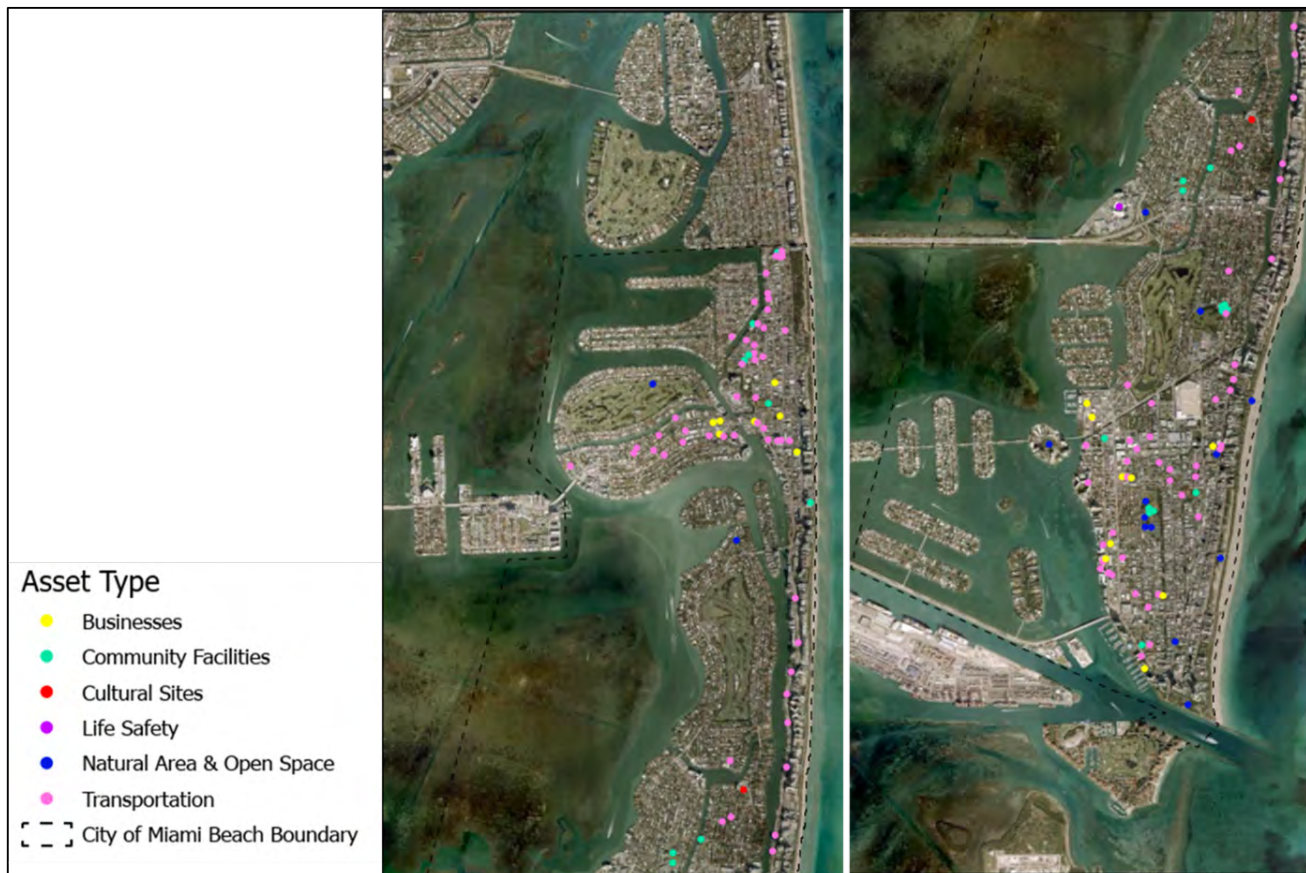 Asset Type
Businesses
Community Facilities
Cultural Sites
Life Safety
Natural Area & Open Space
Transportation
City of Miami Beach Boundary